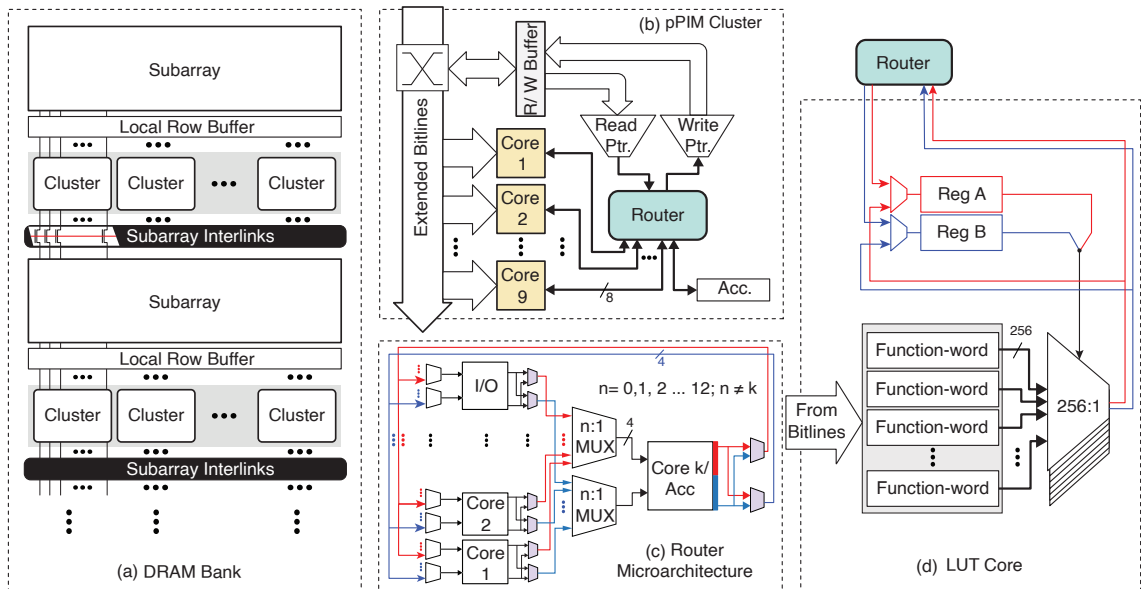 Subarray
Local Row Buffer
Cluster
Cluster
Cluster
Subarray Interlinks
Subarray
Local Row Buffer
Cluster
Cluster
Cluster
Subarray Interlinks
(a) DRAM Bank
(b) pPIM Cluster
Extended Bitlines
R/ W Buffer
Read
Ptr.
Write
Ptr.
Core
1
Core
2
Core
9
8
Router
Acc.
4
I/O
n= 0,1, 2 ... 12; n ≠ k
n:1
MUX
4
n:1
MUX
Core k/
Acc
Core
2
Core
1
(c) Router
Microarchitecture
Router
Reg A
Reg B
From
Bitlines
Function-word
256
Function-word
Function-word
Function-word
256:1
(d) LUT Core